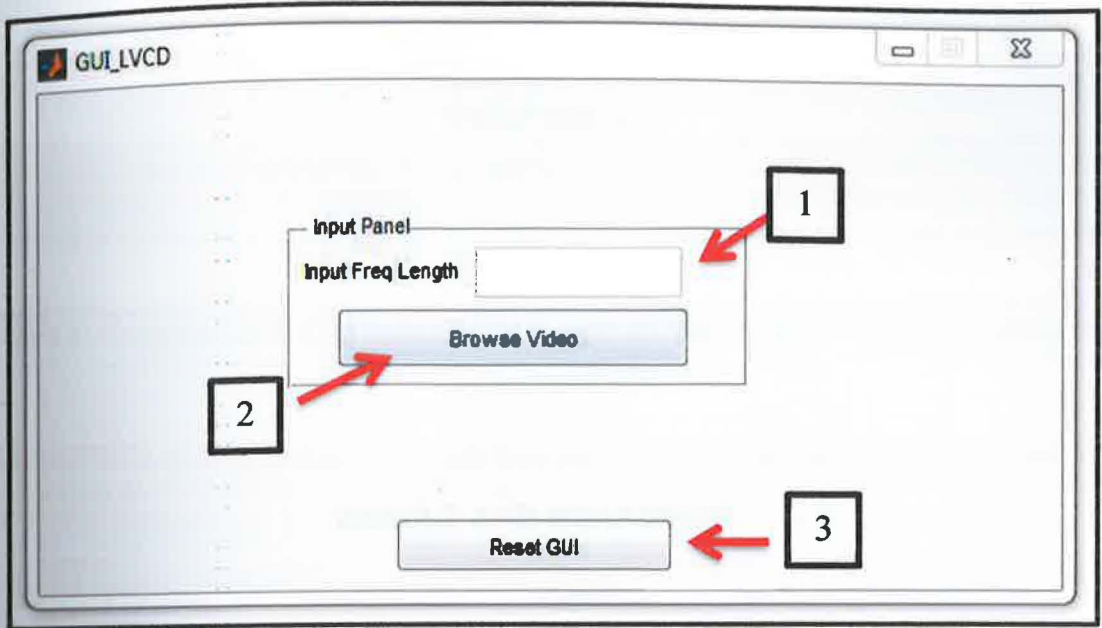 GUI_LVCD
1
Input Panel
Input Freq Length
Browse Video
2
Reset GUI
3